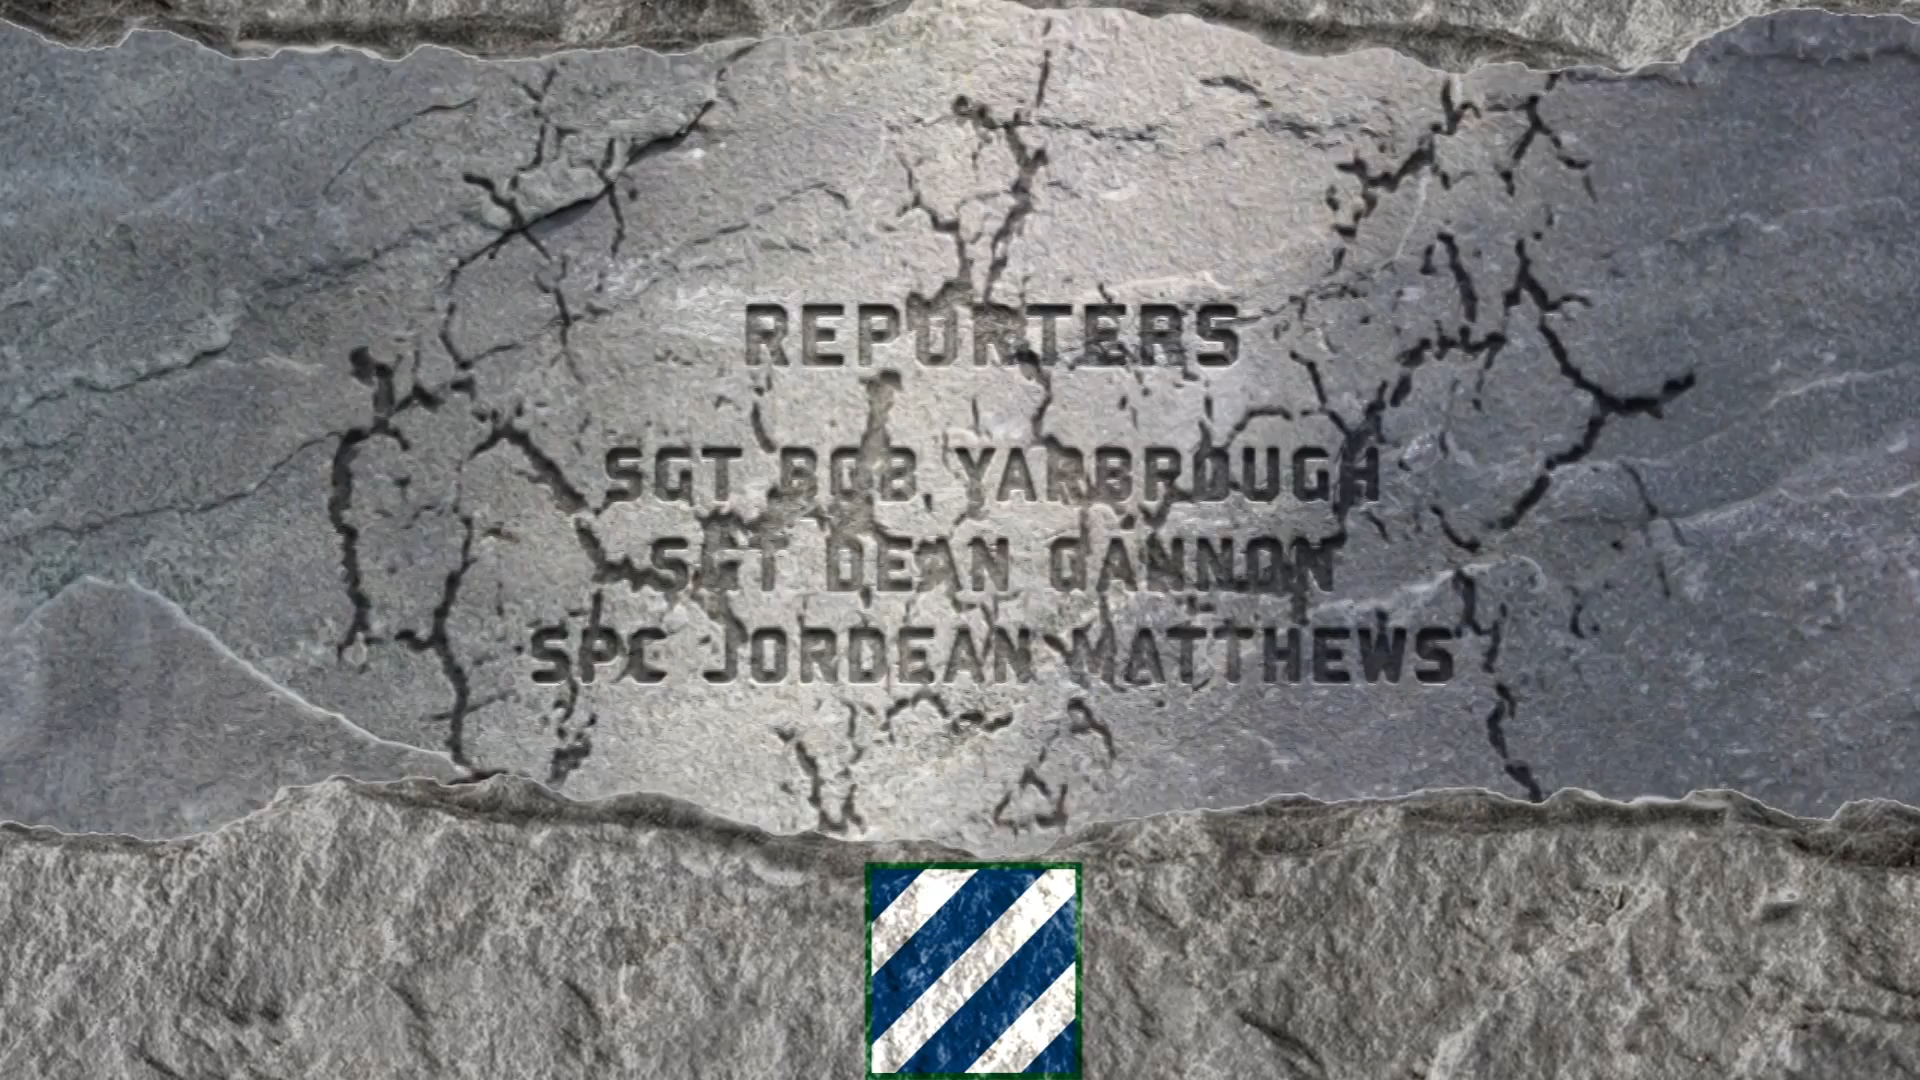 REPORTERS
SGT BOB YARBROUGH
SGT DEAN GANNON
SPC JORDEAN MATTHEWS